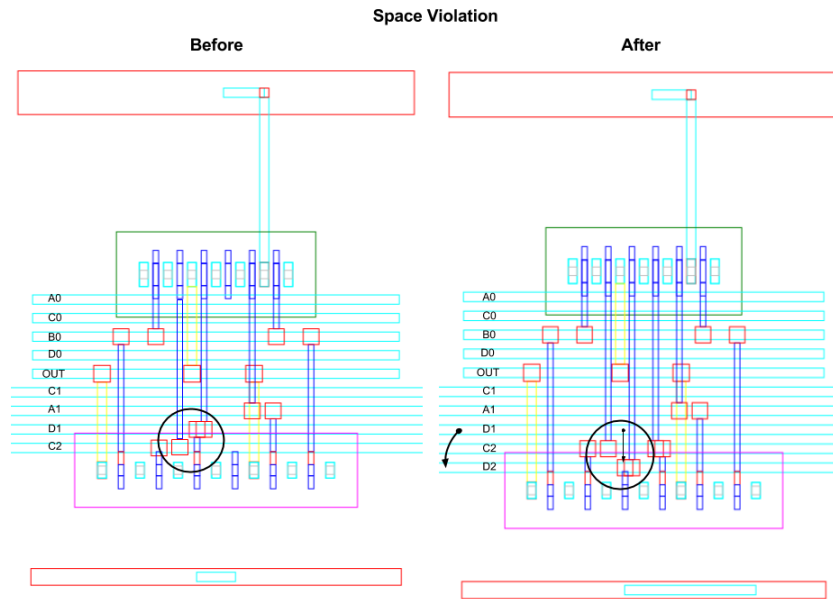 Space Violation
Before
After
A0
C0
B0
D0
OUT
C1
A1
D1
C2
A0
C0
B0
D0
OUT
C1
A1
D1
C2
D2